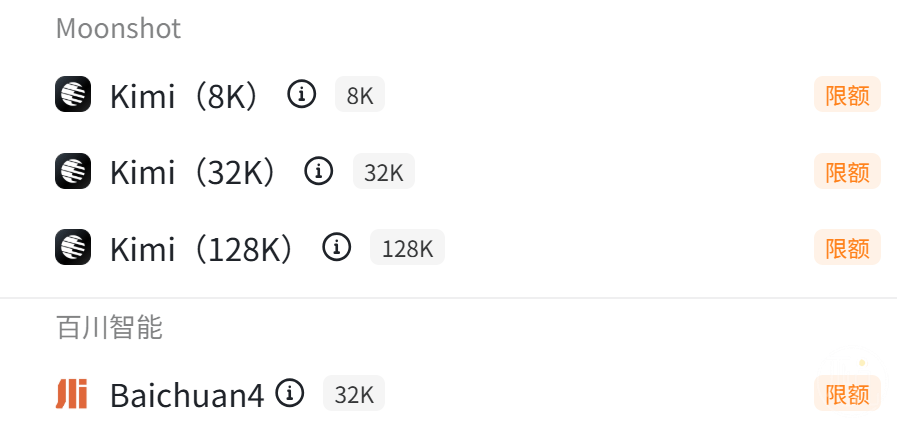 Moonshot
Kimi（8K） 8K 限额
Kimi（32K） 32K 限额
Kimi（128K） 128K 限额
百川智能
Baichuan4 32K 限额